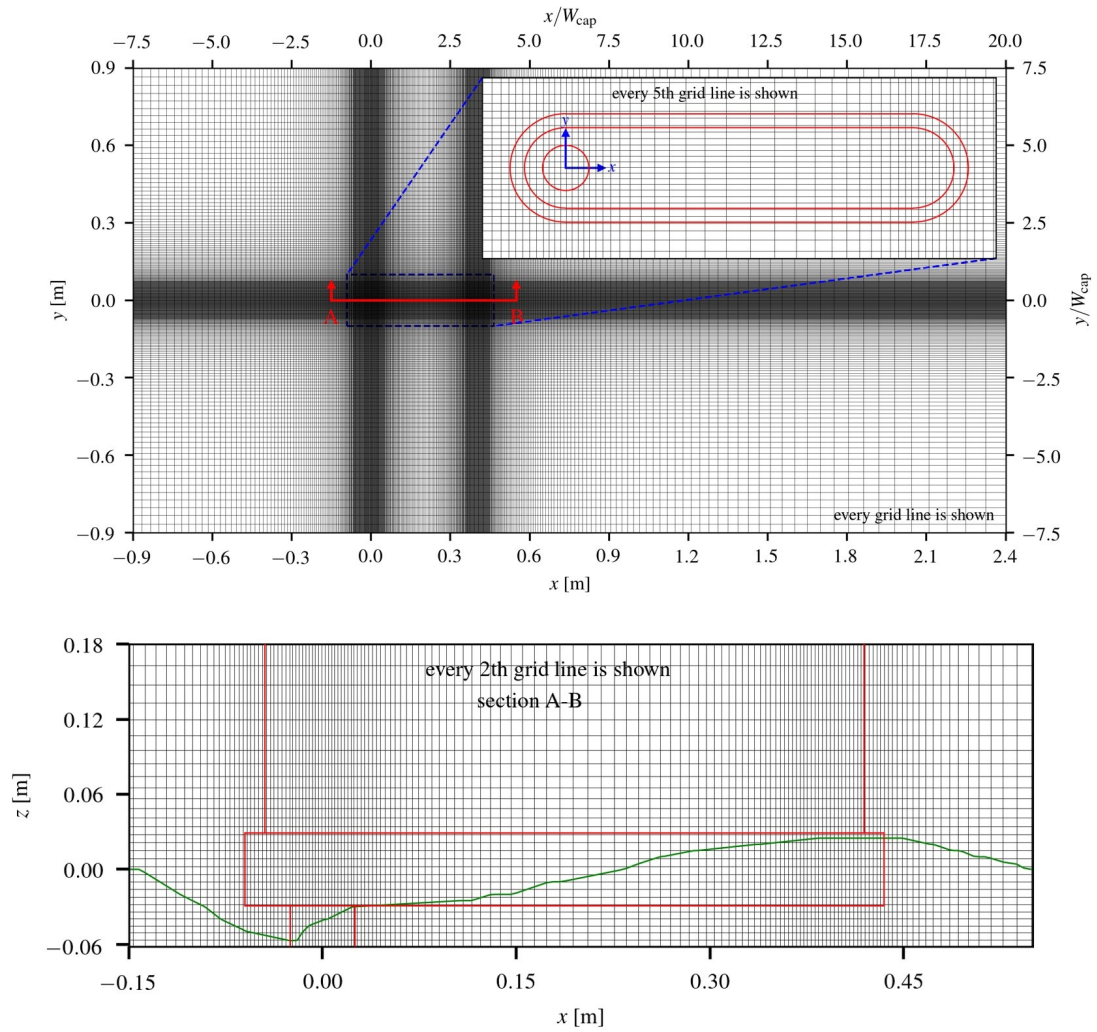 x/W_cap
−7.5 −5.0 −2.5 0.0 2.5 5.0 7.5 10.0 12.5 15.0 17.5 20.0
0.9 7.5
every 5th grid line is shown
y
x
0.6 5.0
0.3 2.5
y [m] 0.0 0.0 y/W_cap
A B
−0.3 −2.5
−0.6 −5.0
every grid line is shown
−0.9 −7.5
−0.9 −0.6 −0.3 0.0 0.3 0.6 0.9 1.2 1.5 1.8 2.1 2.4
x [m]
0.18
every 2th grid line is shown
section A-B
0.12
z [m]
0.06
0.00
−0.06
−0.15 0.00 0.15 0.30 0.45
x [m]